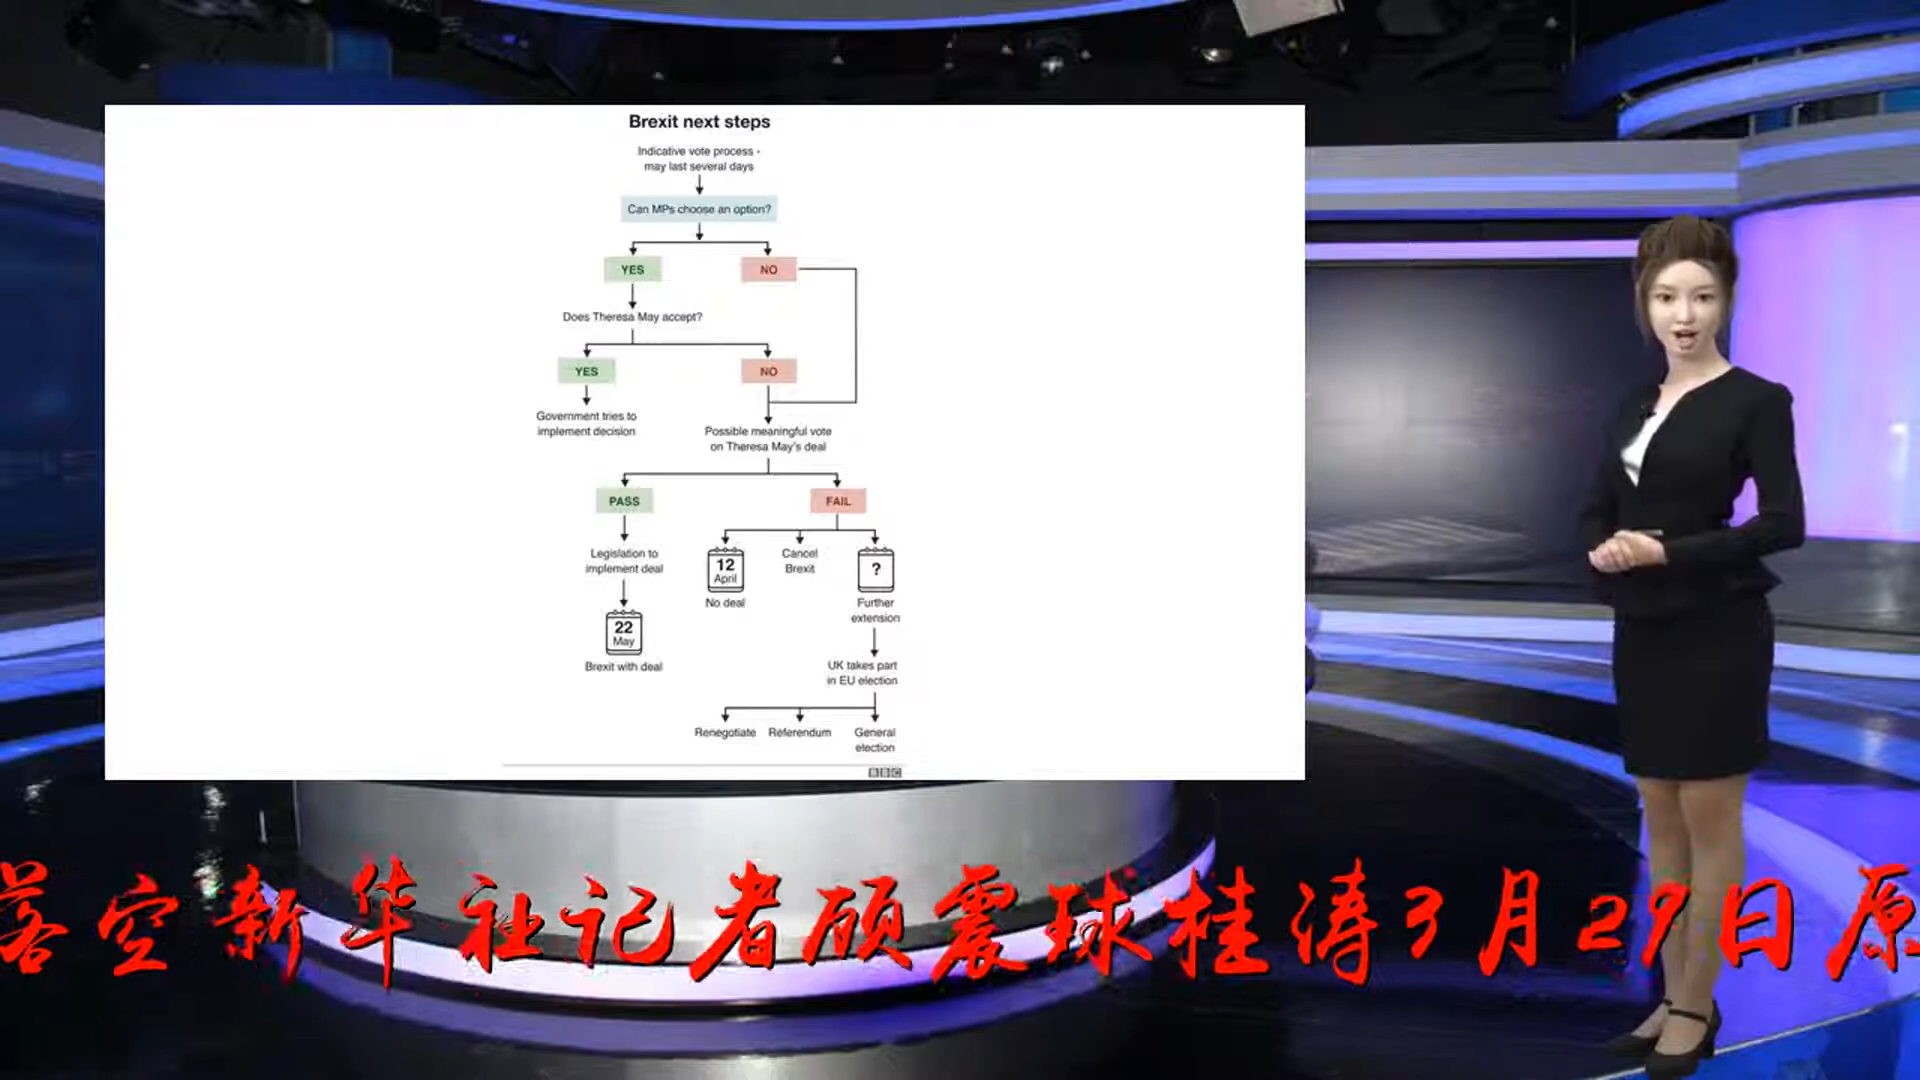 Brexit next steps
Indicative vote process -
may last several days
Can MPs choose an option?
YES NO
Does Theresa May accept?
YES NO
Government tries to
implement decision
Possible meaningful vote
on Theresa May's deal
PASS FAIL
Legislation to
implement deal
12
April
No deal
Cancel
Brexit
?
Further
extension
22
May
Brexit with deal
UK takes part
in EU election
Renegotiate Referendum General
election
BBC
落空新华社记者顾震球桂涛3月29日原